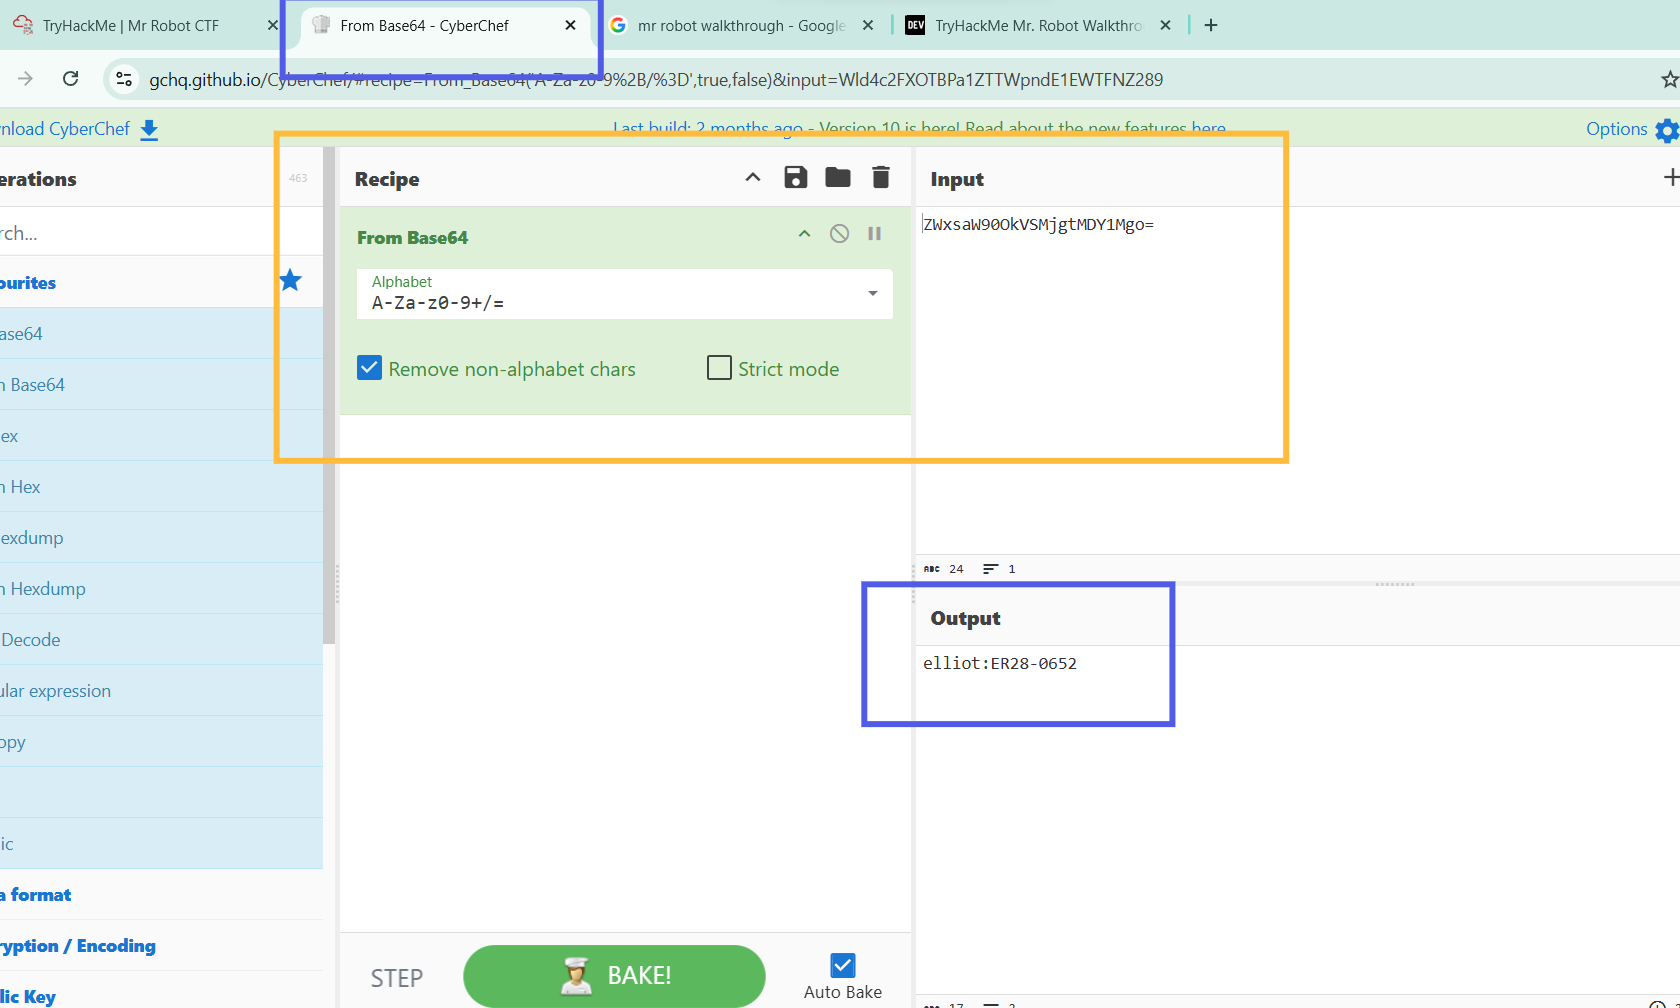 TryHackMe | Mr Robot CTF
From Base64 - CyberChef
mr robot walkthrough - Google
DEV
TryHackMe Mr. Robot Walkthro
gchq.github.io/CyberChef/#recipe=From_Base64('A-Za-z0-9%2B/%3D',true,false)&input=Wld4c2FXOTBPa1ZTTWpndE1EWTFNZ289
nload CyberChef
Last build: 2 months ago - Version 10 is here! Read about the new features here
Options
erations
463
rch...
ourites
ase64
n Base64
ex
n Hex
exdump
n Hexdump
Decode
ular expression
opy
ic
a format
ryption / Encoding
lic Key
Recipe
From Base64
Alphabet
A-Za-z0-9+/=
Remove non-alphabet chars
Strict mode
STEP
BAKE!
Auto Bake
Input
ZWxsaW90OkVSMjgtMDY1Mgo=
ABC 24
1
Output
elliot:ER28-0652